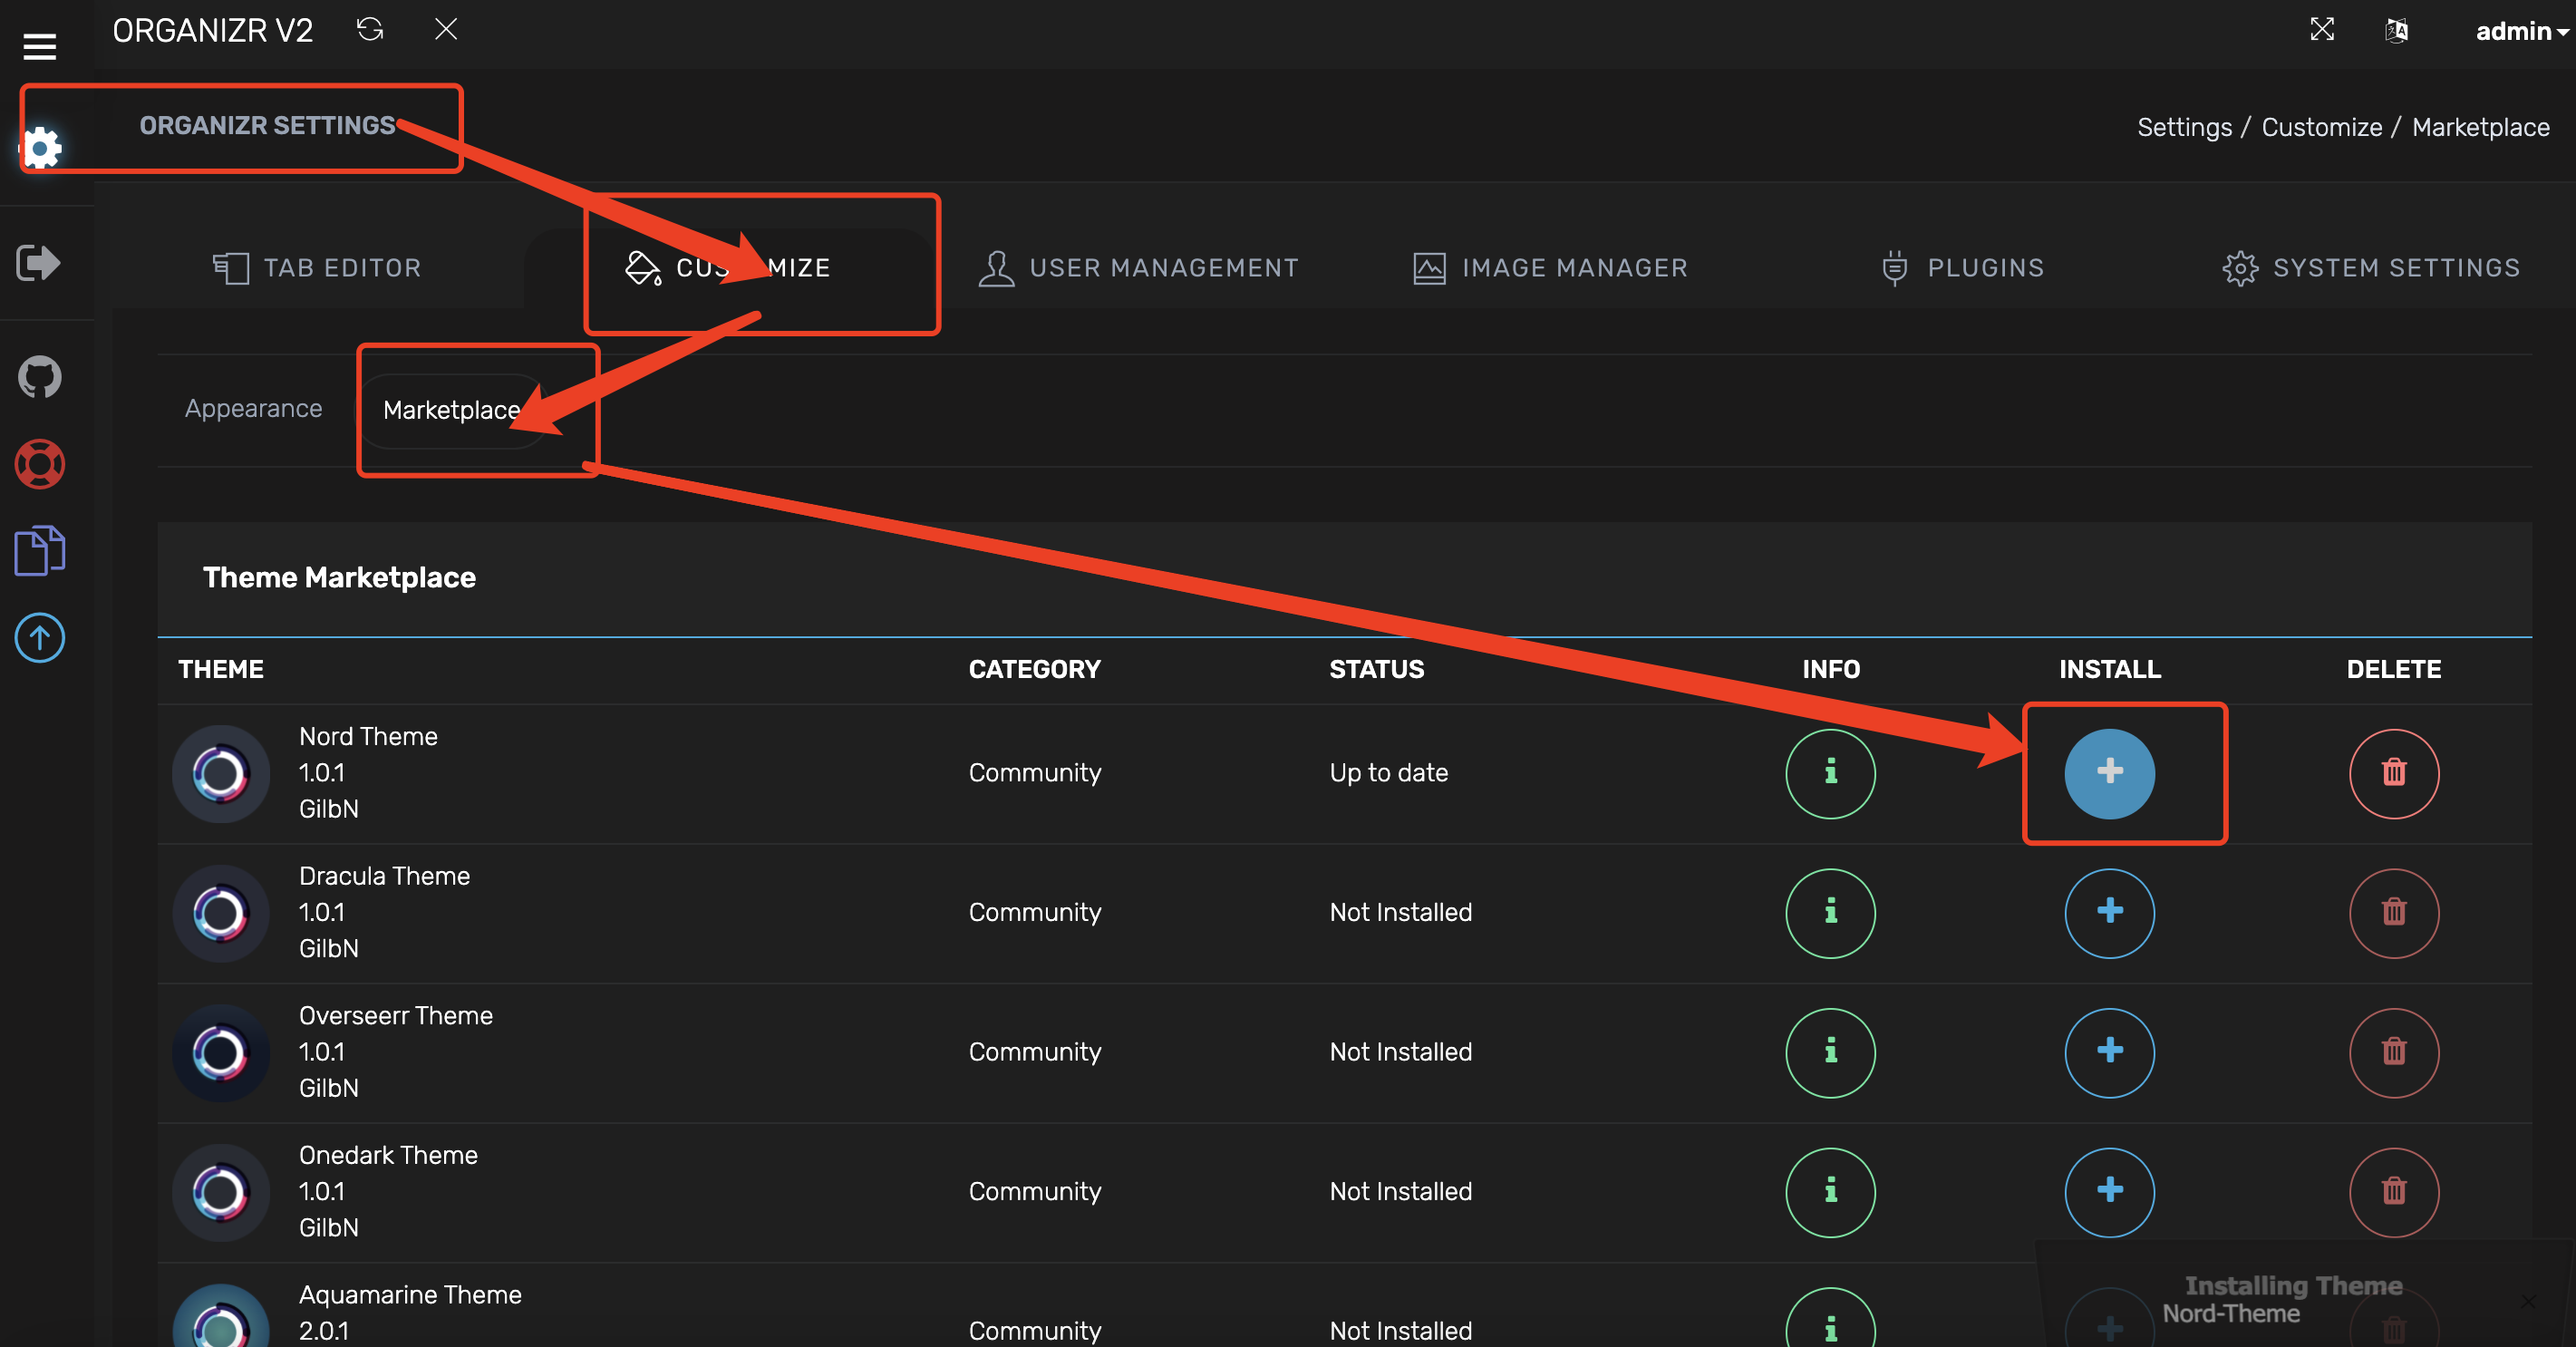 ORGANIZR V2
admin
ORGANIZR SETTINGS
Settings / Customize / Marketplace
TAB EDITOR
CUSTOMIZE
USER MANAGEMENT
IMAGE MANAGER
PLUGINS
SYSTEM SETTINGS
Appearance
Marketplace
Theme Marketplace
THEME CATEGORY STATUS INFO INSTALL DELETE
Nord Theme
1.0.1
GilbN
Community
Up to date
Dracula Theme
1.0.1
GilbN
Community
Not Installed
Overseerr Theme
1.0.1
GilbN
Community
Not Installed
Onedark Theme
1.0.1
GilbN
Community
Not Installed
Aquamarine Theme
2.0.1
Community
Not Installed
Installing Theme
Nord-Theme